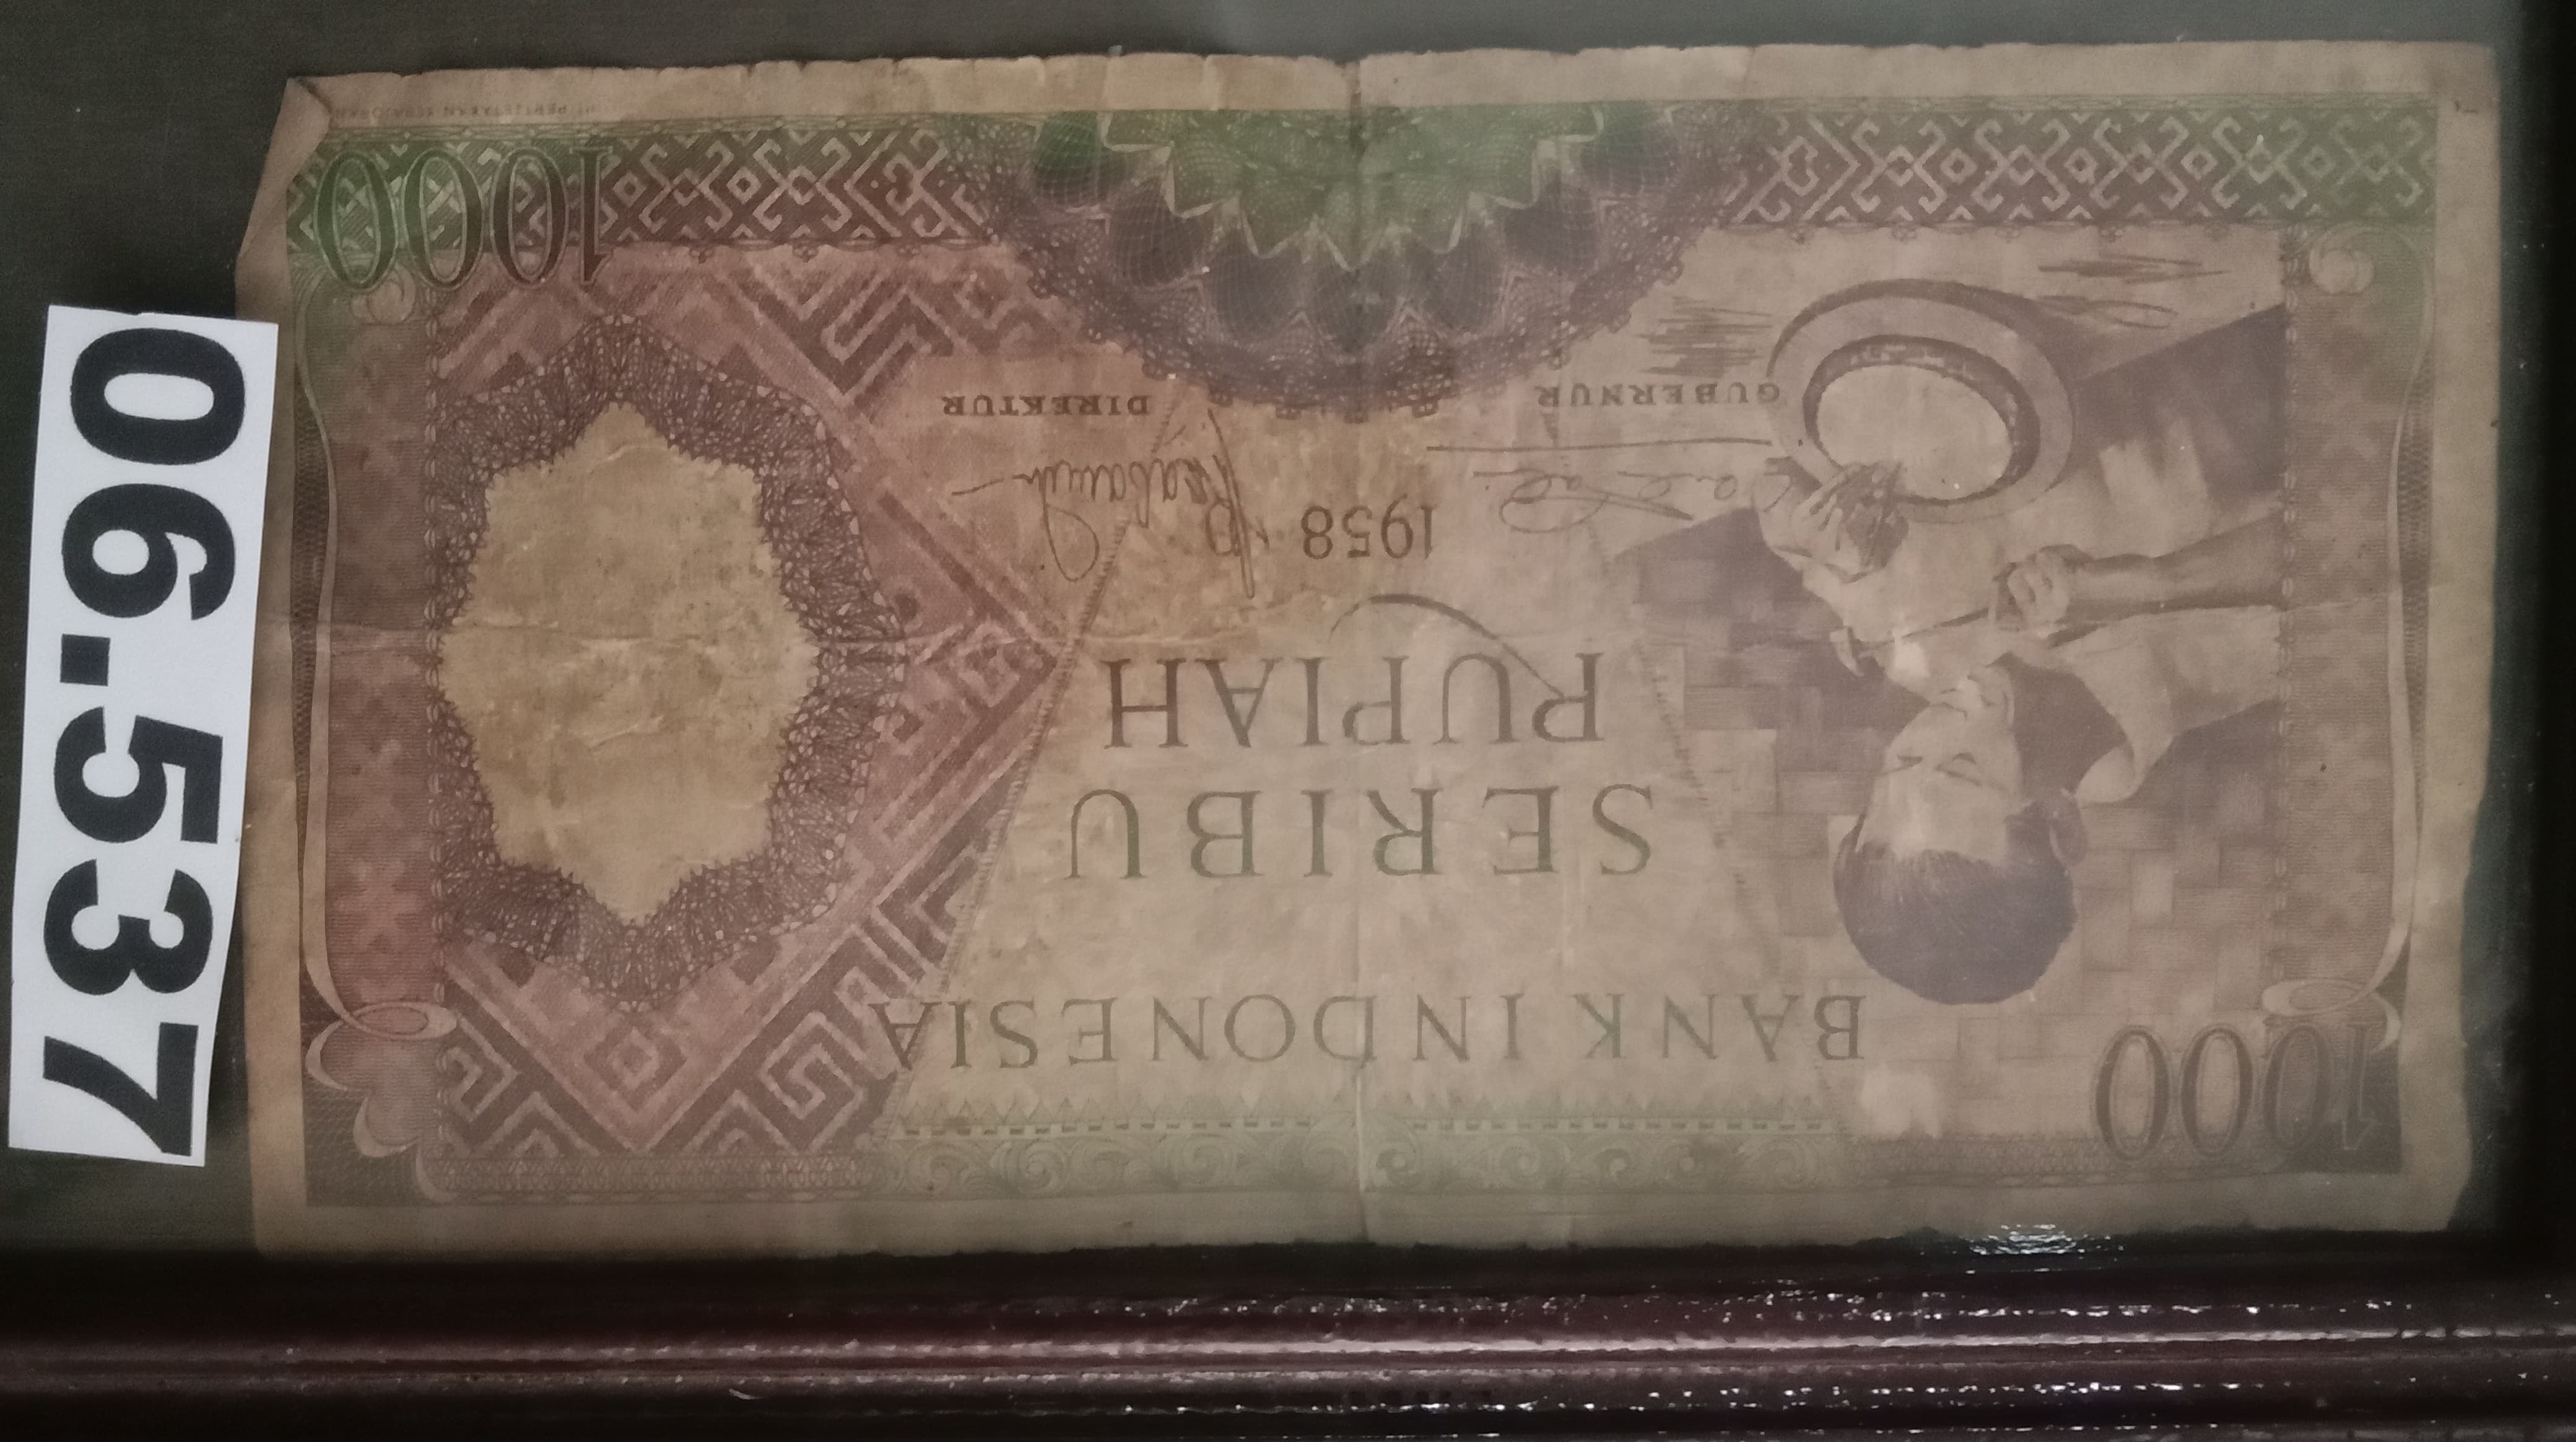 1000
BANK INDONESIA
SERIBU
RUPIAH
1958
GUBERNUR
DIREKTUR
1000
06.537